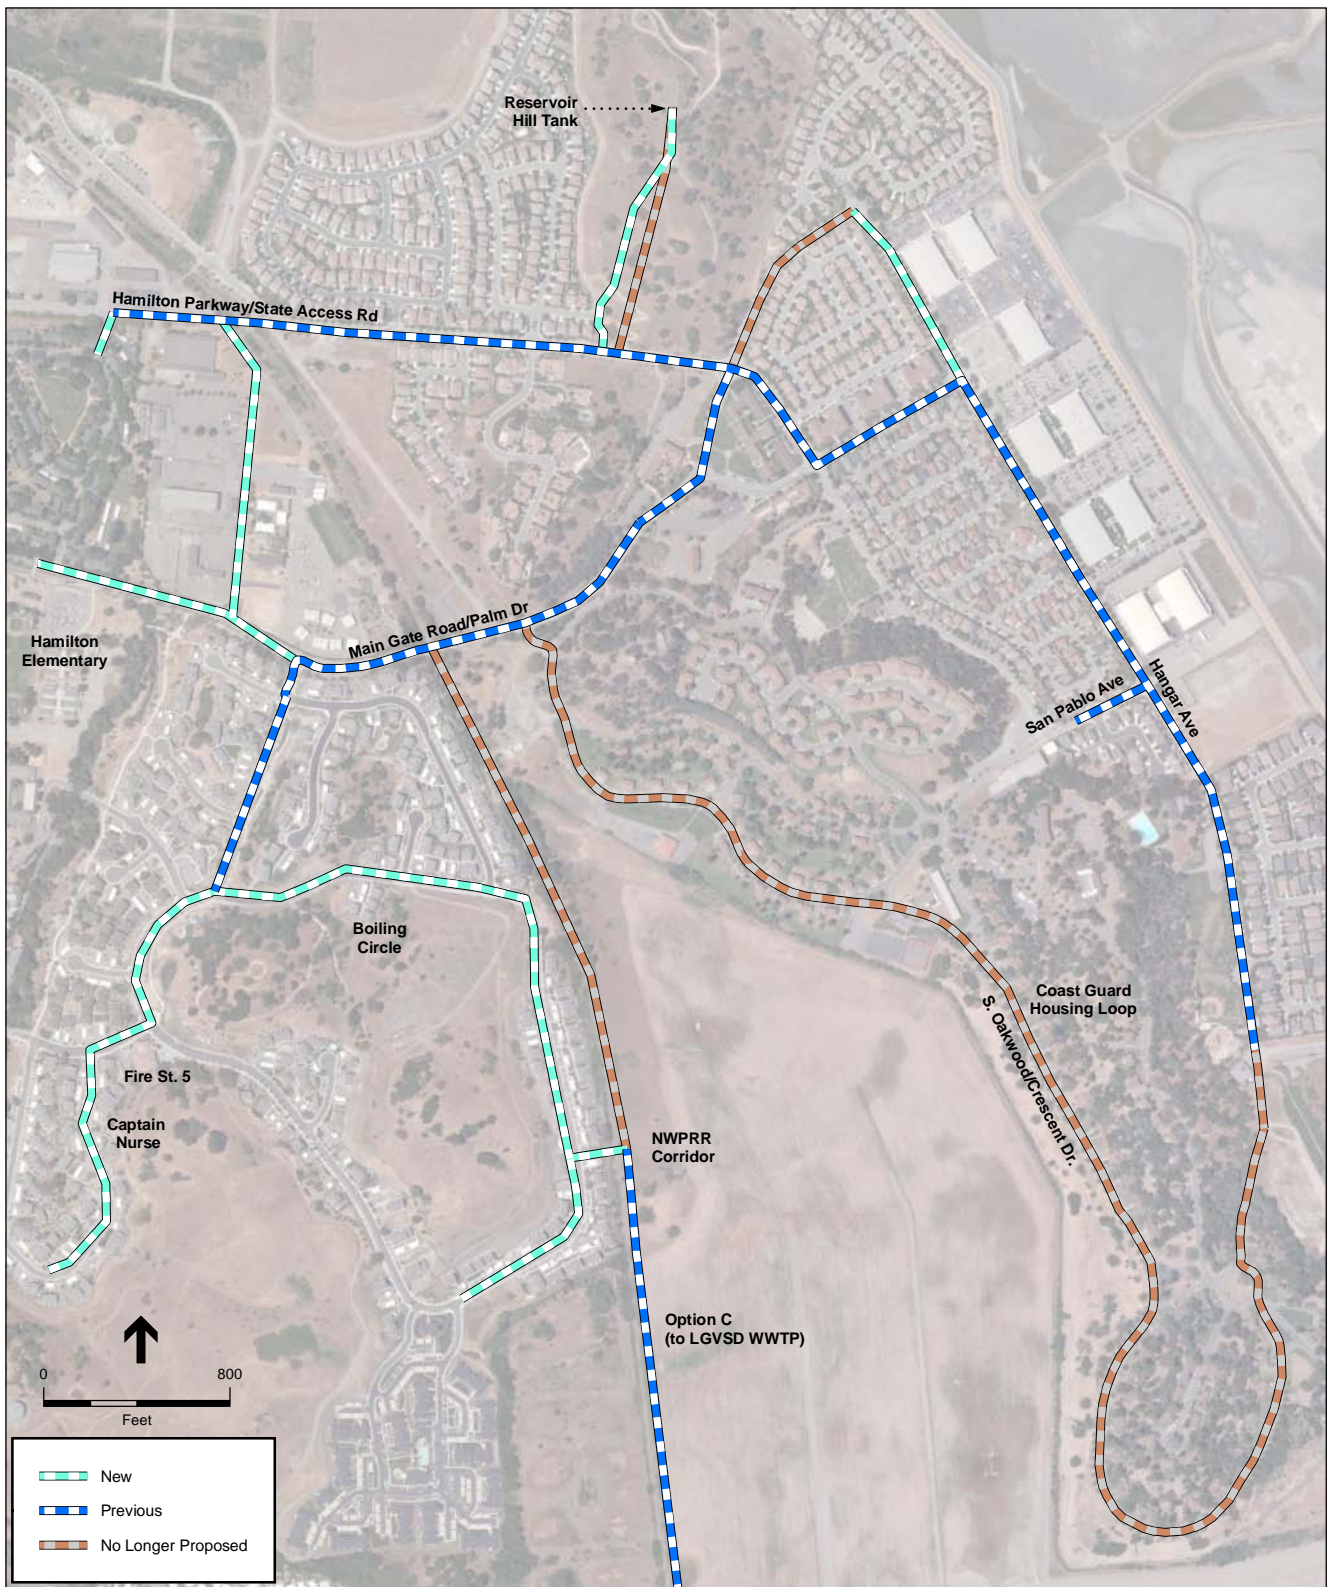 Reservoir
Hill Tank
Hamilton Parkway/State Access Rd
Main Gate Road/Palm Dr
Hamilton
Elementary
San Pablo Ave
Hangar Ave
Boiling
Circle
Coast Guard
Housing Loop
S. Oakwood/Crescent Dr.
Fire St. 5
Captain
Nurse
NWPRR
Corridor
Option C
(to LGVSD WWTP)
0 800
Feet
New
Previous
No Longer Proposed